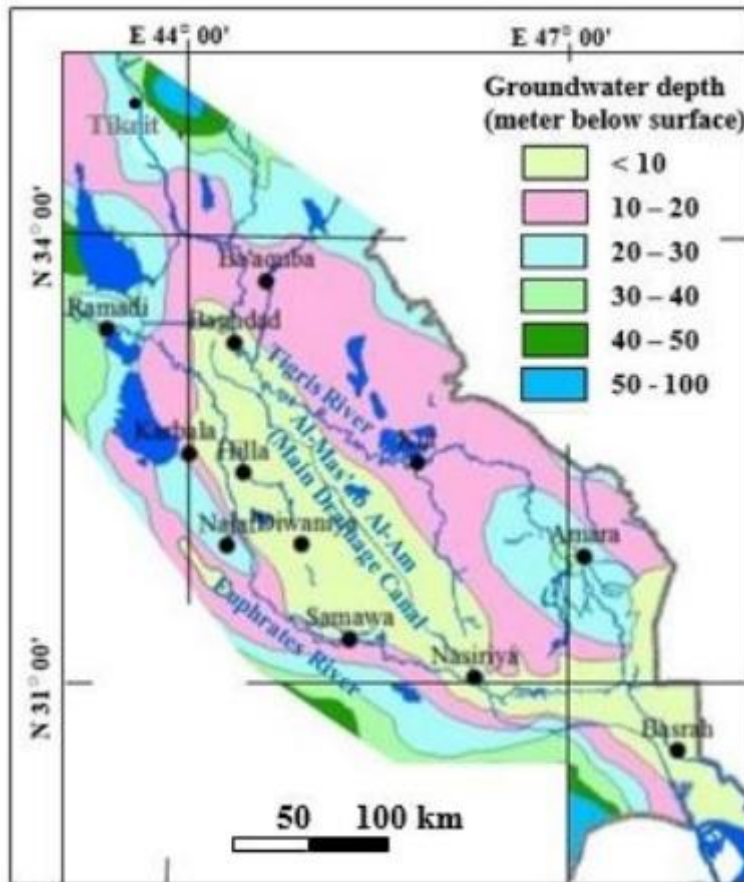 E 44° 00'
E 47° 00'
Groundwater depth
(meter below surface)
< 10
10 – 20
20 – 30
30 – 40
40 – 50
50 - 100
Tikrit
N 34° 00'
Ba'aquba
Ramadi
Baghdad
Tigris River
Karbala
Hilla
Kut
Al-Mas
Al-Am
(Main Drainage Canal
Najaf
Diwaniya
Amara
Samawa
Euphrates River
Nasiriya
N 31° 00'
Basrah
50 100 km